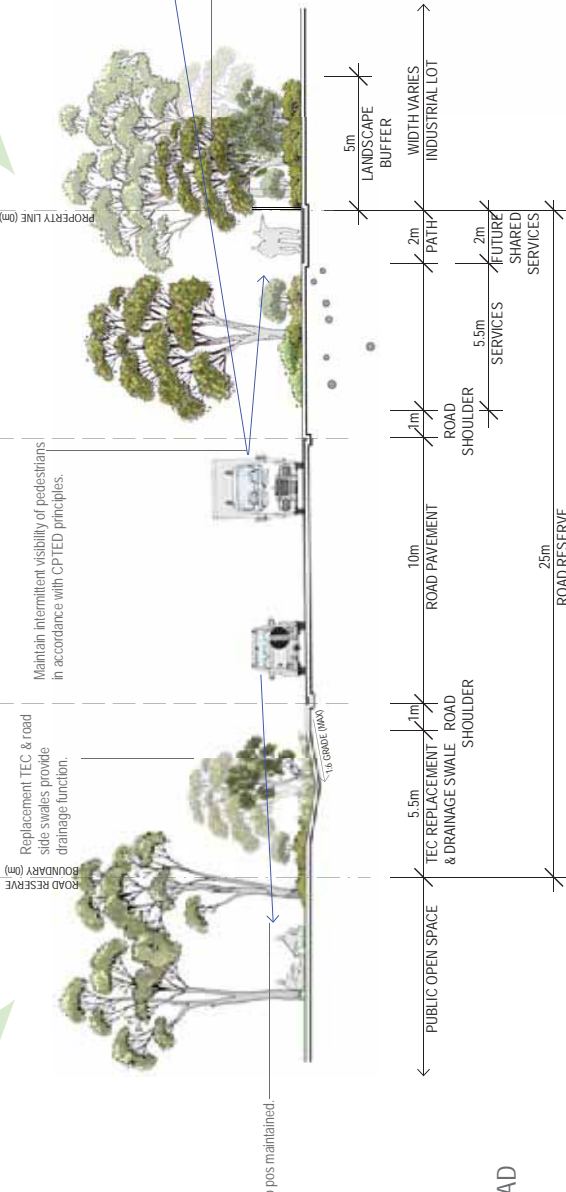 PROPERTY LINE (0m)
Maintain intermittent visibility of pedestrians
in accordance with CPTED principles.
Replacement TEC & road
side swales provide
drainage function.
ROAD RESERVE
BOUNDARY (0m)
pos maintained.
1:6 GRADE (MAX)
5m
LANDSCAPE
BUFFER
WIDTH VARIES
INDUSTRIAL LOT
2m
PATH
2m
FUTURE
SHARED
SERVICES
5.5m
SERVICES
1m
ROAD
SHOULDER
10m
ROAD PAVEMENT
1m
ROAD
SHOULDER
5.5m
TEC REPLACEMENT
& DRAINAGE SWALE
PUBLIC OPEN SPACE
25m
ROAD RESERVE
AD